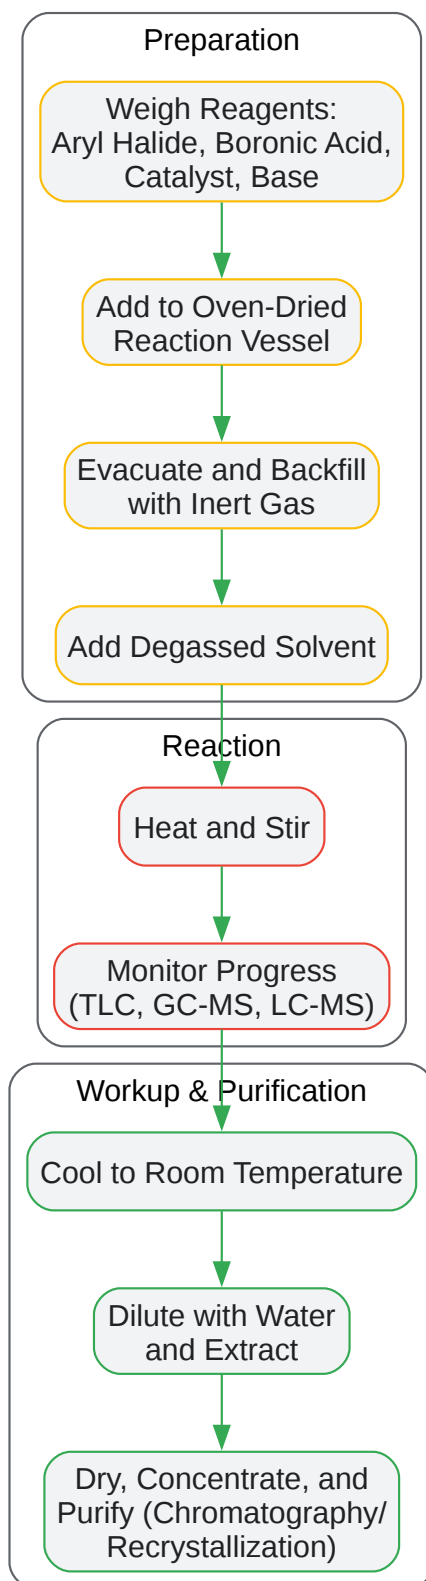 Preparation
Weigh Reagents:
Aryl Halide, Boronic Acid,
Catalyst, Base
Add to Oven-Dried
Reaction Vessel
Evacuate and Backfill
with Inert Gas
Add Degassed Solvent
Reaction
Heat and Stir
Monitor Progress
(TLC, GC-MS, LC-MS)
Workup & Purification
Cool to Room Temperature
Dilute with Water
and Extract
Dry, Concentrate, and
Purify (Chromatography/
Recrystallization)